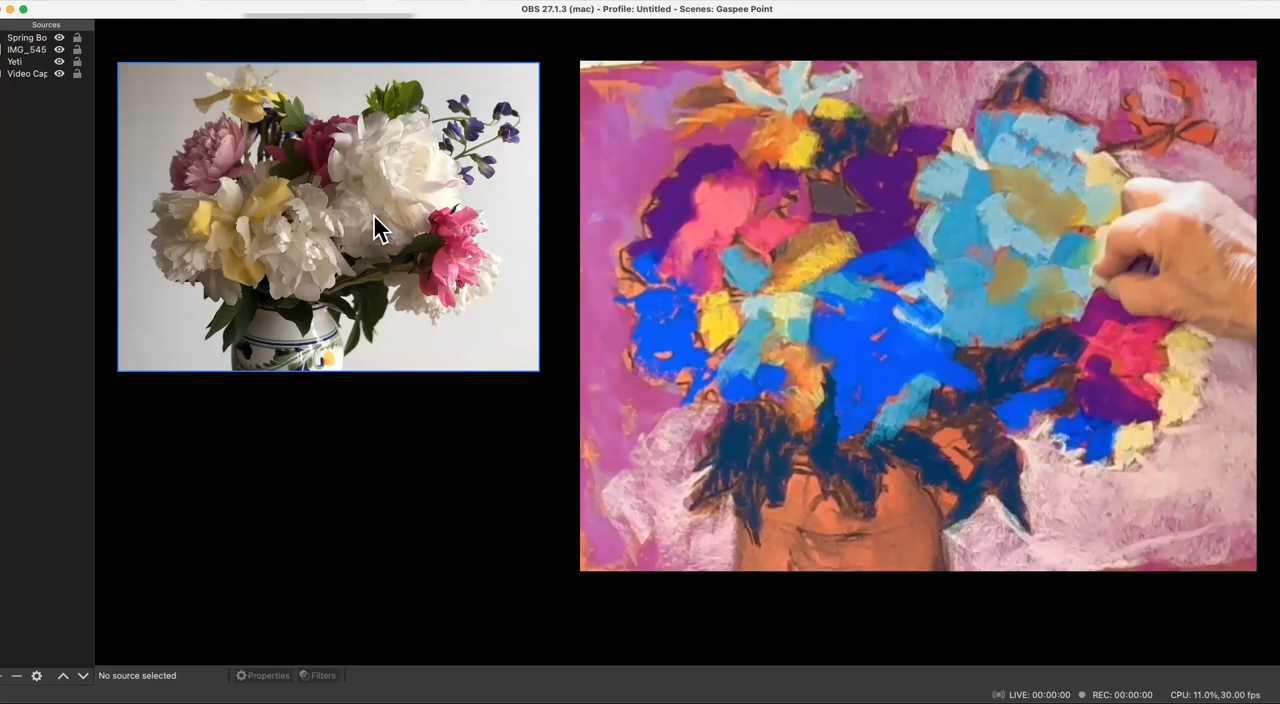 OBS 27.1.3 (mac) - Profile: Untitled - Scenes: Gaspee Point
Sources
Spring Bo
IMG_545
Yeti
Video Cap
No source selected
Properties
Filters
LIVE: 00:00:00
REC: 00:00:00
CPU: 11.0%,30.00 fps